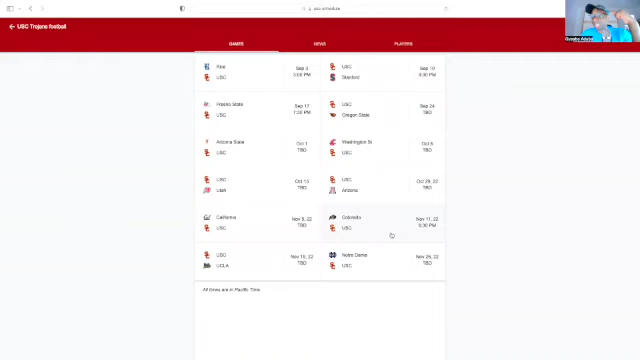 usc schedule
USC Trojans football
GAMES NEWS PLAYERS
Rice
USC
Sep 3
3:00 PM
USC
Stanford
Sep 10
4:30 PM
Fresno State
USC
Sep 17
7:30 PM
USC
Oregon State
Sep 24
TBD
Arizona State
USC
Oct 1
TBD
Washington St
USC
Oct 8
TBD
USC
Oct 15
TBD
USC
Arizona
Oct 29, 22
TBD
California
USC
Nov 5, 22
TBD
Colorado
USC
Nov 11, 22
6:30 PM
USC
UCLA
Nov 19, 22
TBD
Notre Dame
USC
Nov 26, 22
TBD
All times are in Pacific Time